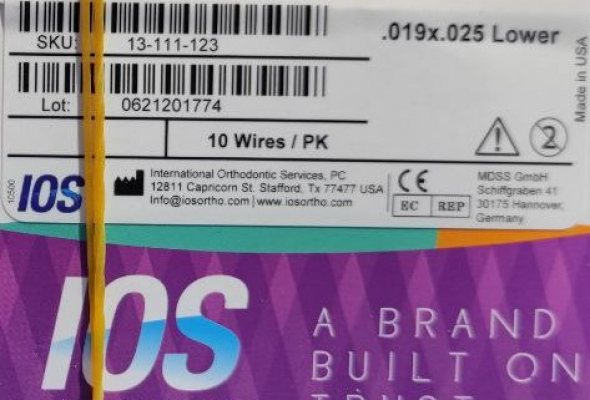 SKU: 13-111-123
.019x.025 Lower
Lot: 0621201774
Made in USA
10 Wires / PK
10500
IOS
International Orthodontic Services, PC
12811 Capricorn St. Stafford, Tx 77477 USA
Info@iosortho.com | www.iosortho.com
CE
EC REP
MDSS GmbH
Schiffgraben 41
30175 Hannover,
Germany
2
IOS
A BRAND
BUILT ON
TRUST